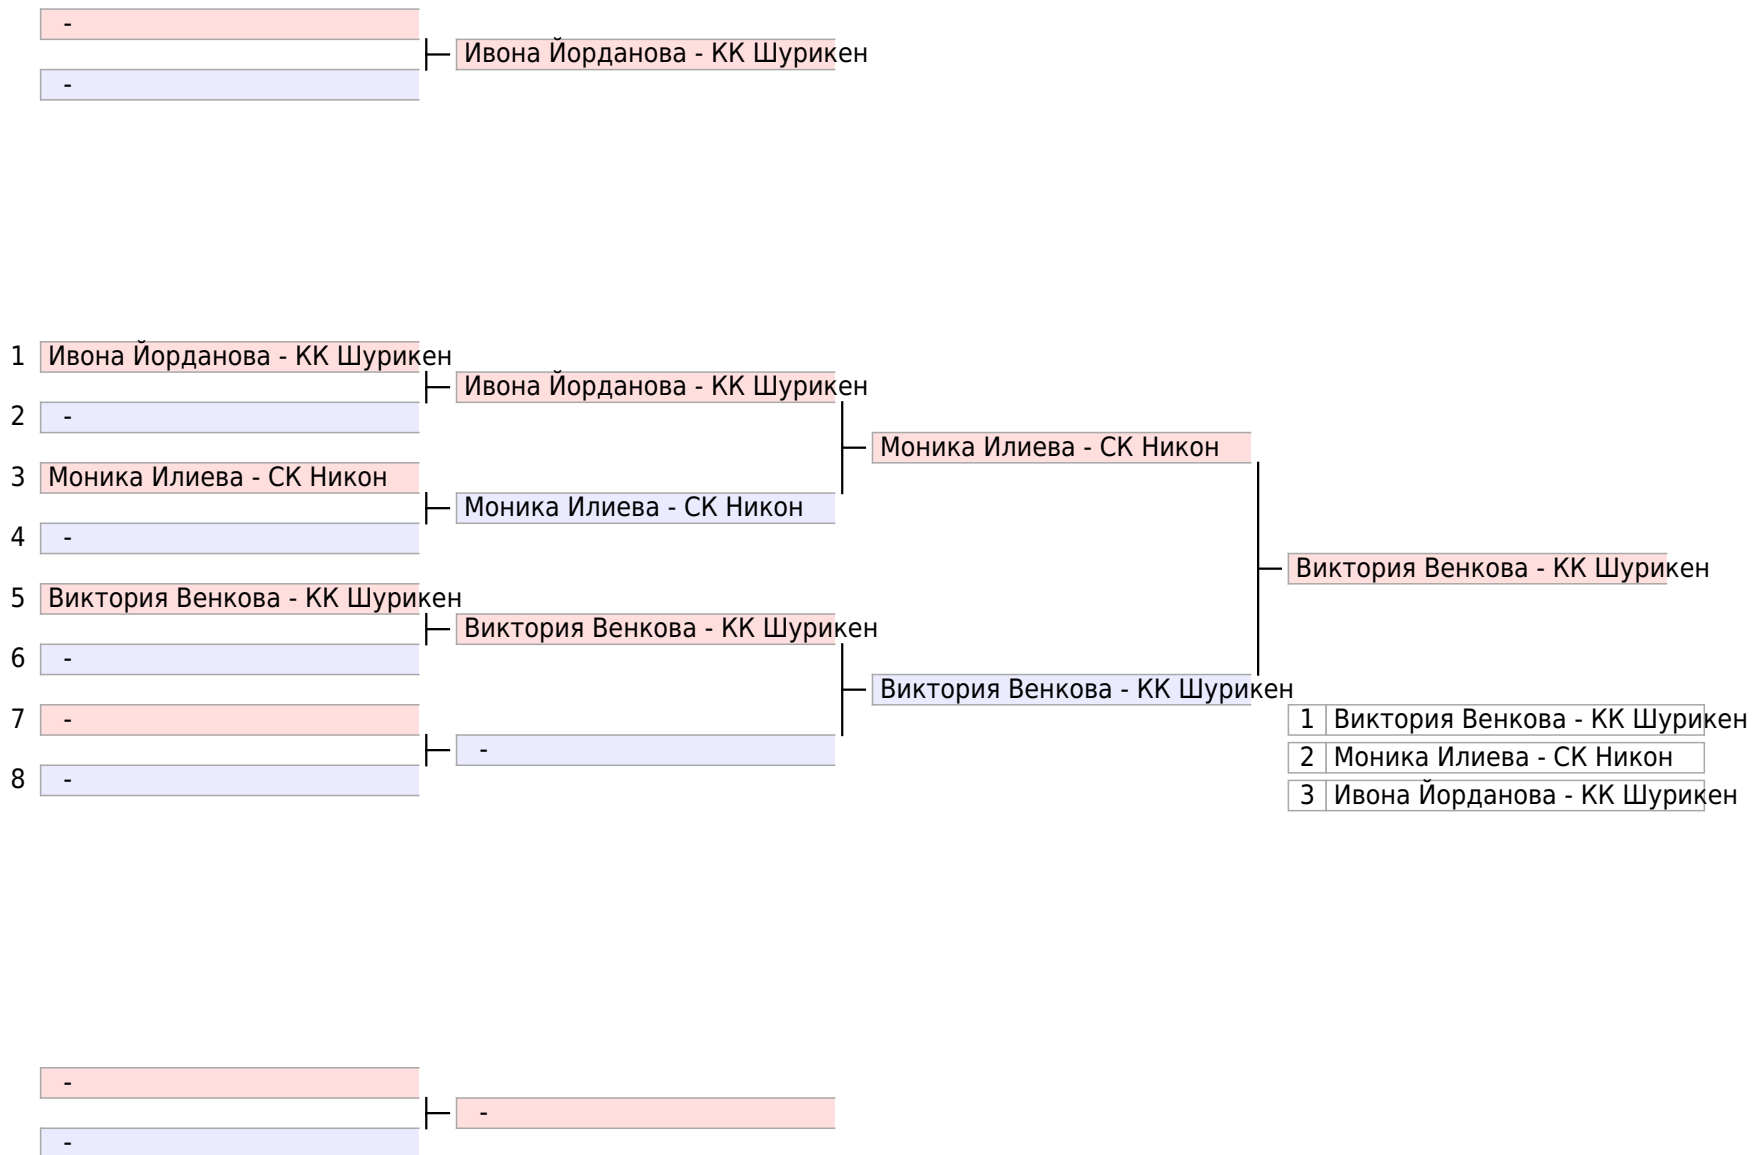 -
Ивона Йорданова - КК Шурикен
-
1 Ивона Йорданова - КК Шурикен
Ивона Йорданова - КК Шурикен
2 -
Моника Илиева - СК Никон
3 Моника Илиева - СК Никон
Моника Илиева - СК Никон
4 -
Виктория Венкова - КК Шурикен
5 Виктория Венкова - КК Шурикен
Виктория Венкова - КК Шурикен
6 -
Виктория Венкова - КК Шурикен
7 -
1 Виктория Венкова - КК Шурикен
-
2 Моника Илиева - СК Никон
8 -
3 Ивона Йорданова - КК Шурикен
-
-
-